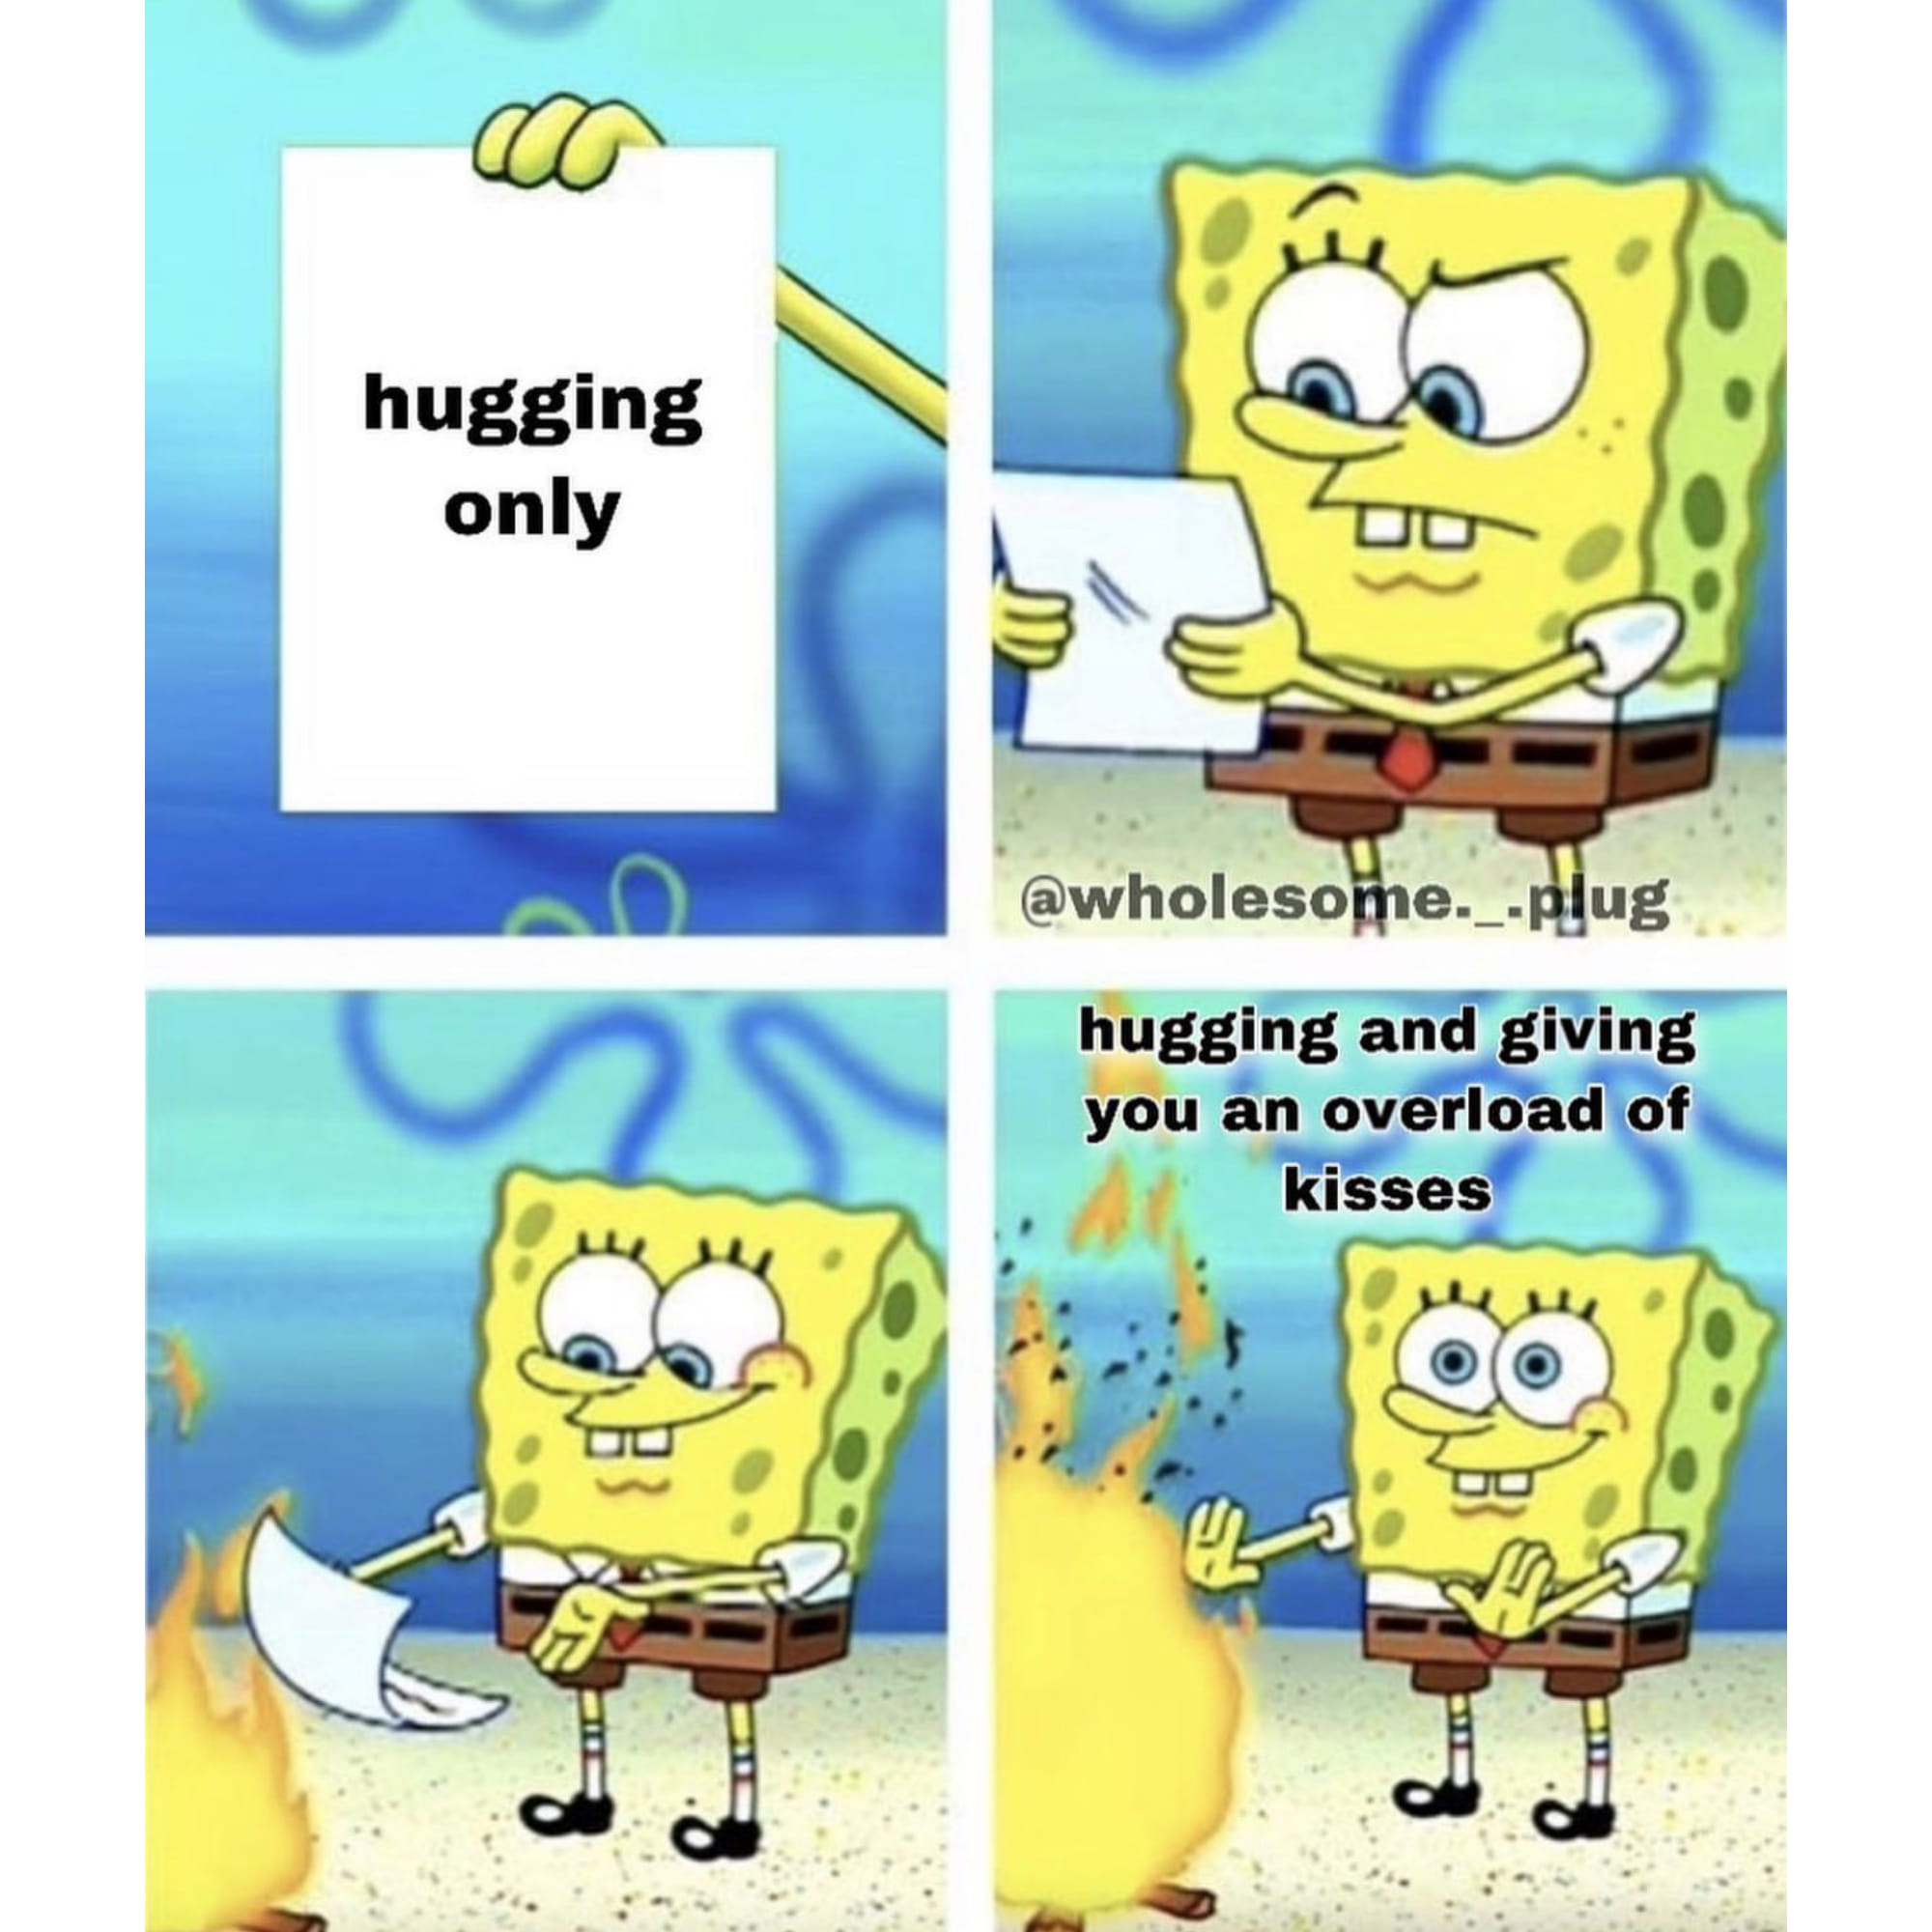 hugging
only
@wholesome._.plug
hugging and giving
you an overload of
kisses